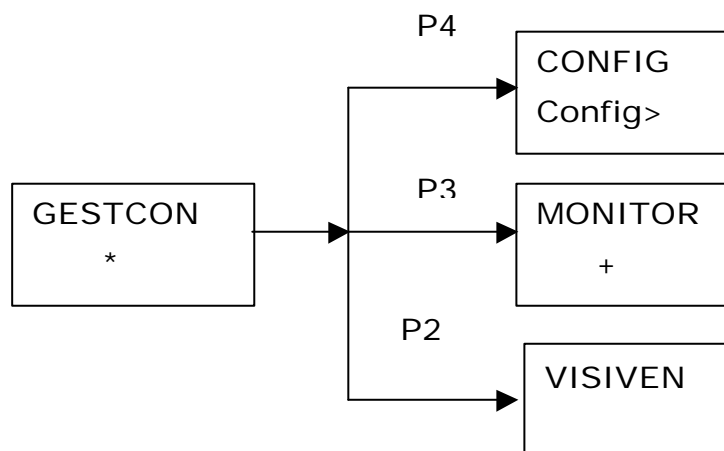 P4
CONFIG
Config>
GESTCON
*
P3
MONITOR
+
P2
VISIVEN